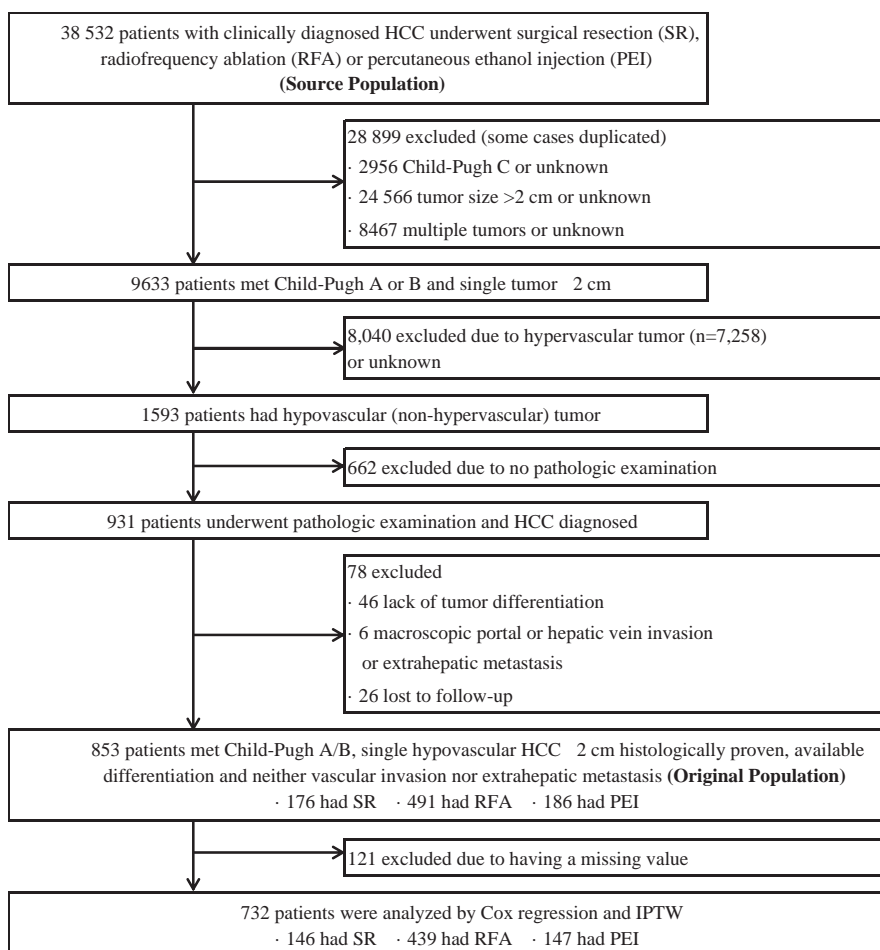 38 532 patients with clinically diagnosed HCC underwent surgical resection (SR),
radiofrequency ablation (RFA) or percutaneous ethanol injection (PEI)
(Source Population)
28 899 excluded (some cases duplicated)
· 2956 Child-Pugh C or unknown
· 24 566 tumor size >2 cm or unknown
· 8467 multiple tumors or unknown
9633 patients met Child-Pugh A or B and single tumor 2 cm
8,040 excluded due to hypervascular tumor (n=7,258)
or unknown
1593 patients had hypovascular (non-hypervascular) tumor
662 excluded due to no pathologic examination
931 patients underwent pathologic examination and HCC diagnosed
78 excluded
· 46 lack of tumor differentiation
· 6 macroscopic portal or hepatic vein invasion
or extrahepatic metastasis
· 26 lost to follow-up
853 patients met Child-Pugh A/B, single hypovascular HCC 2 cm histologically proven, available
differentiation and neither vascular invasion nor extrahepatic metastasis (Original Population)
· 176 had SR · 491 had RFA · 186 had PEI
121 excluded due to having a missing value
732 patients were analyzed by Cox regression and IPTW
· 146 had SR · 439 had RFA · 147 had PEI